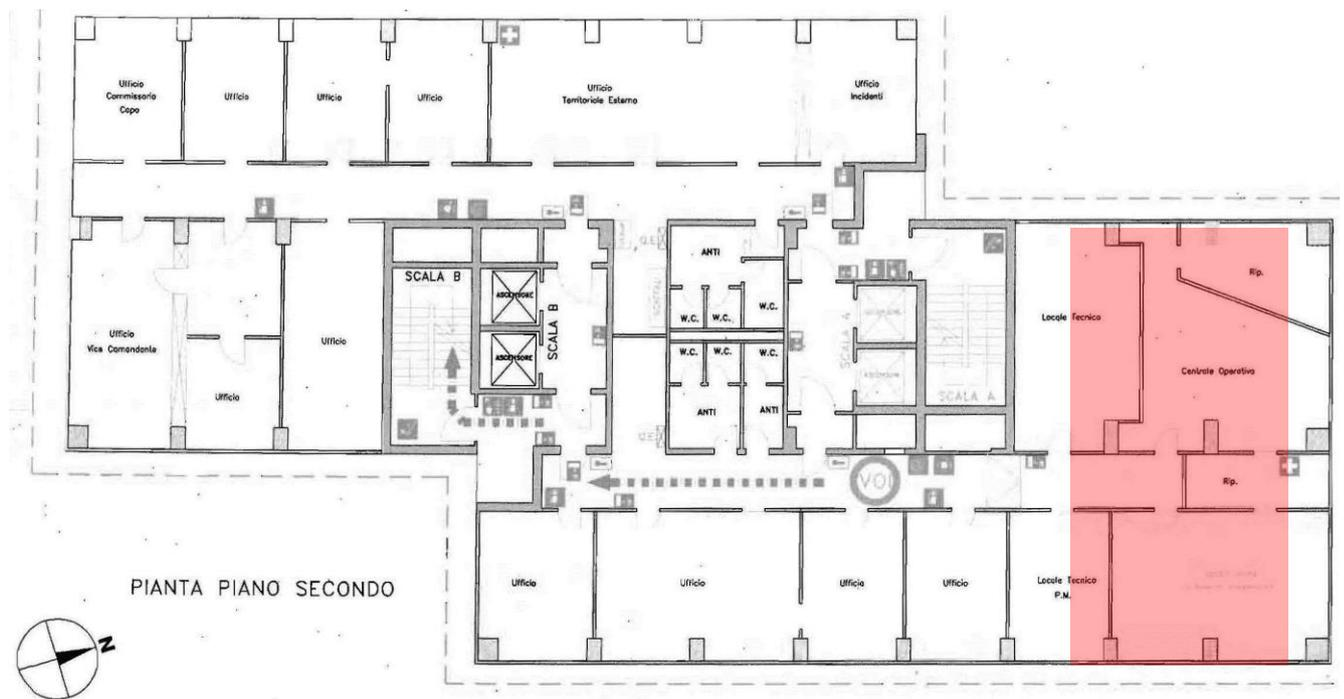 Ufficio
Commissario
Capo
Ufficio
Ufficio
Ufficio
Ufficio
Territoriale Esterno
Ufficio
Incidenti
Q.E.
ANTI
SCALA B
ASCENSORE
SCALA B
W.C.
W.C.
W.C.
SCALA A
Rip.
Locale Tecnico
Ufficio
Vice Comandante
Ufficio
ASCENSORE
W.C.
W.C.
W.C.
Centrale Operativa
Ufficio
SCALA A
ANTI
ANTI
Q.E.
VOI
Rip.
PIANTA PIANO SECONDO
Ufficio
Ufficio
Ufficio
Ufficio
Locale Tecnico
P.M.
N